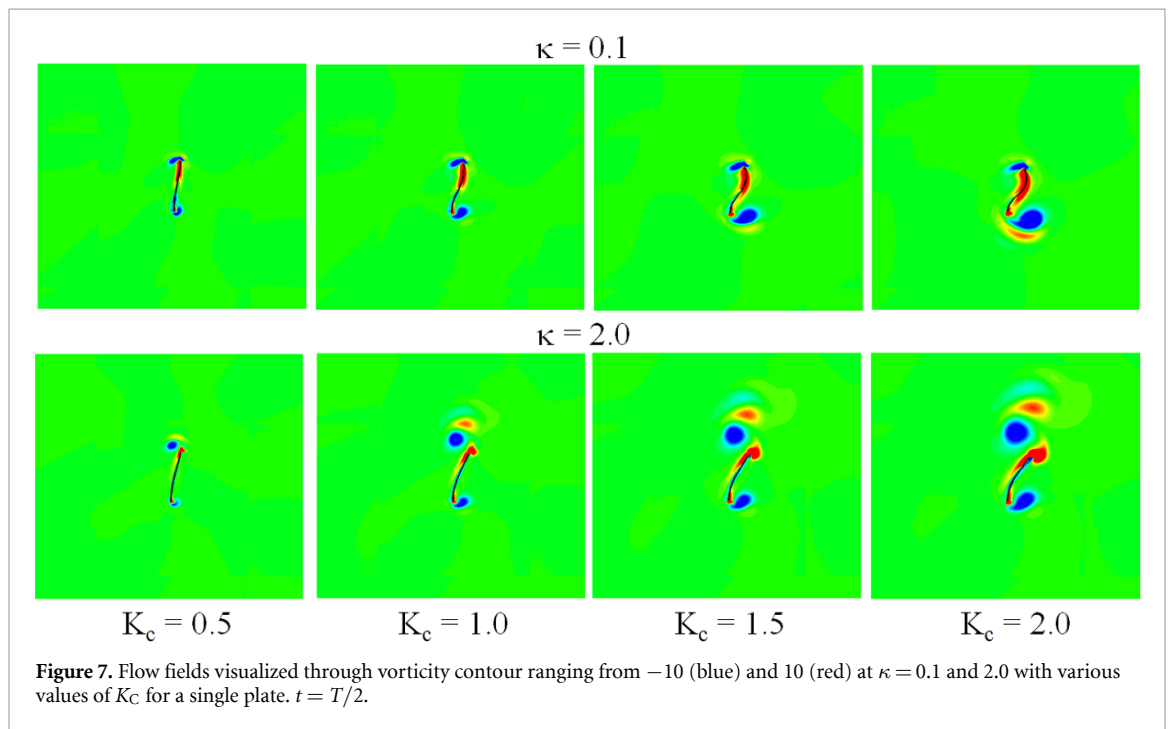 κ = 0.1
κ = 2.0
K_c = 0.5
K_c = 1.0
K_c = 1.5
K_c = 2.0
Figure 7. Flow fields visualized through vorticity contour ranging from −10 (blue) and 10 (red) at κ = 0.1 and 2.0 with various
values of K_C for a single plate. t = T/2.